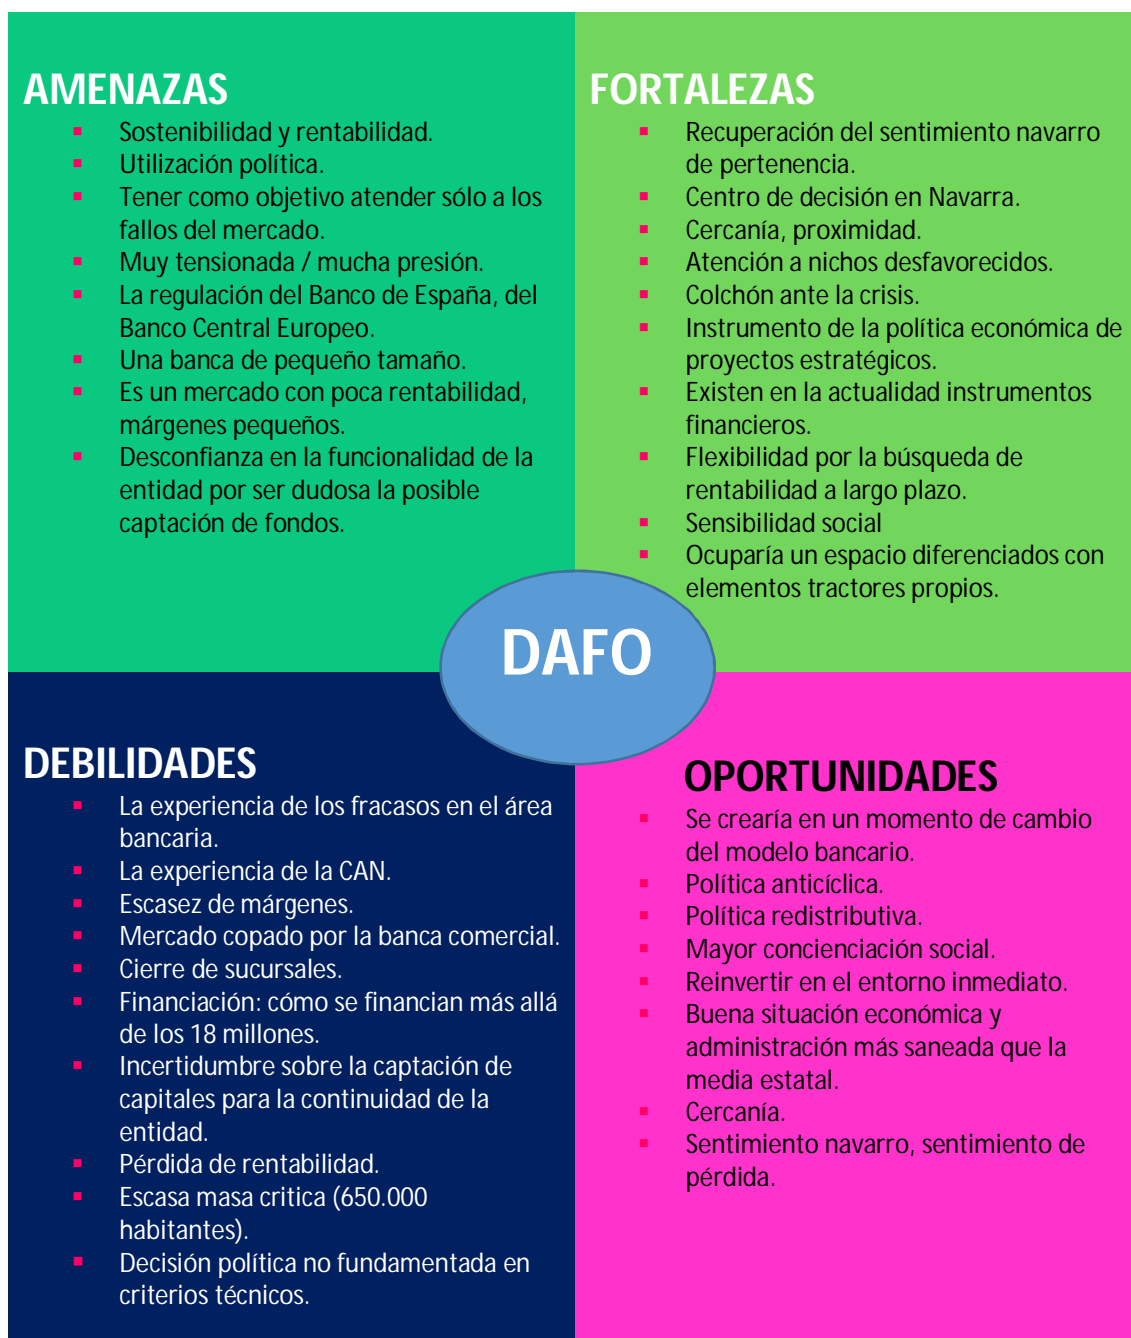 AMENAZAS
▪ Sostenibilidad y rentabilidad.
▪ Utilización política.
▪ Tener como objetivo atender sólo a los
fallos del mercado.
▪ Muy tensionada / mucha presión.
▪ La regulación del Banco de España, del
Banco Central Europeo.
▪ Una banca de pequeño tamaño.
▪ Es un mercado con poca rentabilidad,
márgenes pequeños.
▪ Desconfianza en la funcionalidad de la
entidad por ser dudosa la posible
captación de fondos.
FORTALEZAS
▪ Recuperación del sentimiento navarro
de pertenencia.
▪ Centro de decisión en Navarra.
▪ Cercanía, proximidad.
▪ Atención a nichos desfavorecidos.
▪ Colchón ante la crisis.
▪ Instrumento de la política económica de
proyectos estratégicos.
▪ Existen en la actualidad instrumentos
financieros.
▪ Flexibilidad por la búsqueda de
rentabilidad a largo plazo.
▪ Sensibilidad social
▪ Ocuparía un espacio diferenciados con
elementos tractores propios.
DAFO
DEBILIDADES
▪ La experiencia de los fracasos en el área
bancaria.
▪ La experiencia de la CAN.
▪ Escasez de márgenes.
▪ Mercado copado por la banca comercial.
▪ Cierre de sucursales.
▪ Financiación: cómo se financian más allá
de los 18 millones.
▪ Incertidumbre sobre la captación de
capitales para la continuidad de la
entidad.
▪ Pérdida de rentabilidad.
▪ Escasa masa critica (650.000
habitantes).
▪ Decisión política no fundamentada en
criterios técnicos.
OPORTUNIDADES
▪ Se crearía en un momento de cambio
del modelo bancario.
▪ Política anticíclica.
▪ Política redistributiva.
▪ Mayor concienciación social.
▪ Reinvertir en el entorno inmediato.
▪ Buena situación económica y
administración más saneada que la
media estatal.
▪ Cercanía.
▪ Sentimiento navarro, sentimiento de
pérdida.